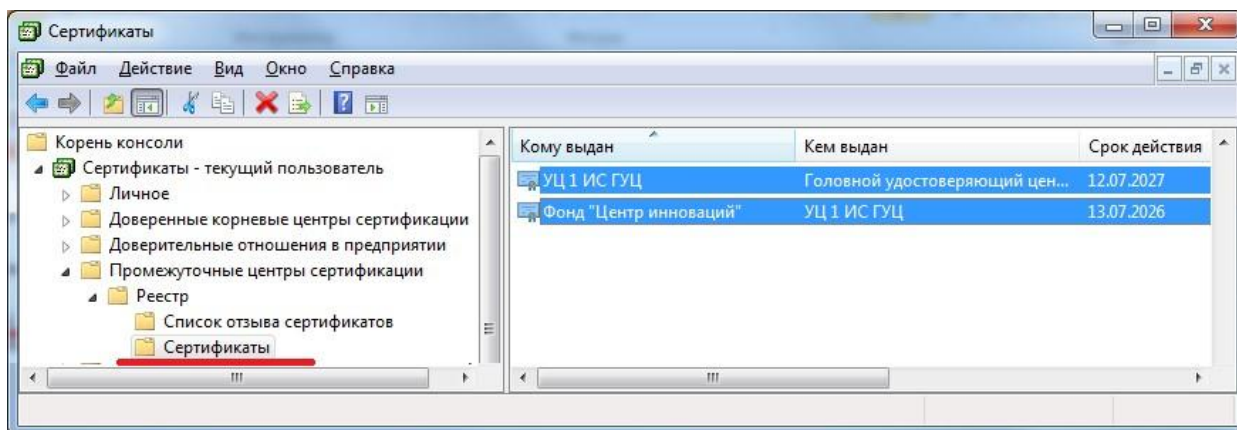 Сертификаты
Файл Действие Вид Окно Справка
Корень консоли
Сертификаты - текущий пользователь
Личное
Доверенные корневые центры сертификации
Доверительные отношения в предприятии
Промежуточные центры сертификации
Реестр
Список отзыва сертификатов
Сертификаты
Кому выдан Кем выдан Срок действия
УЦ 1 ИС ГУЦ Головной удостоверяющий цен... 12.07.2027
Фонд "Центр инноваций" УЦ 1 ИС ГУЦ 13.07.2026